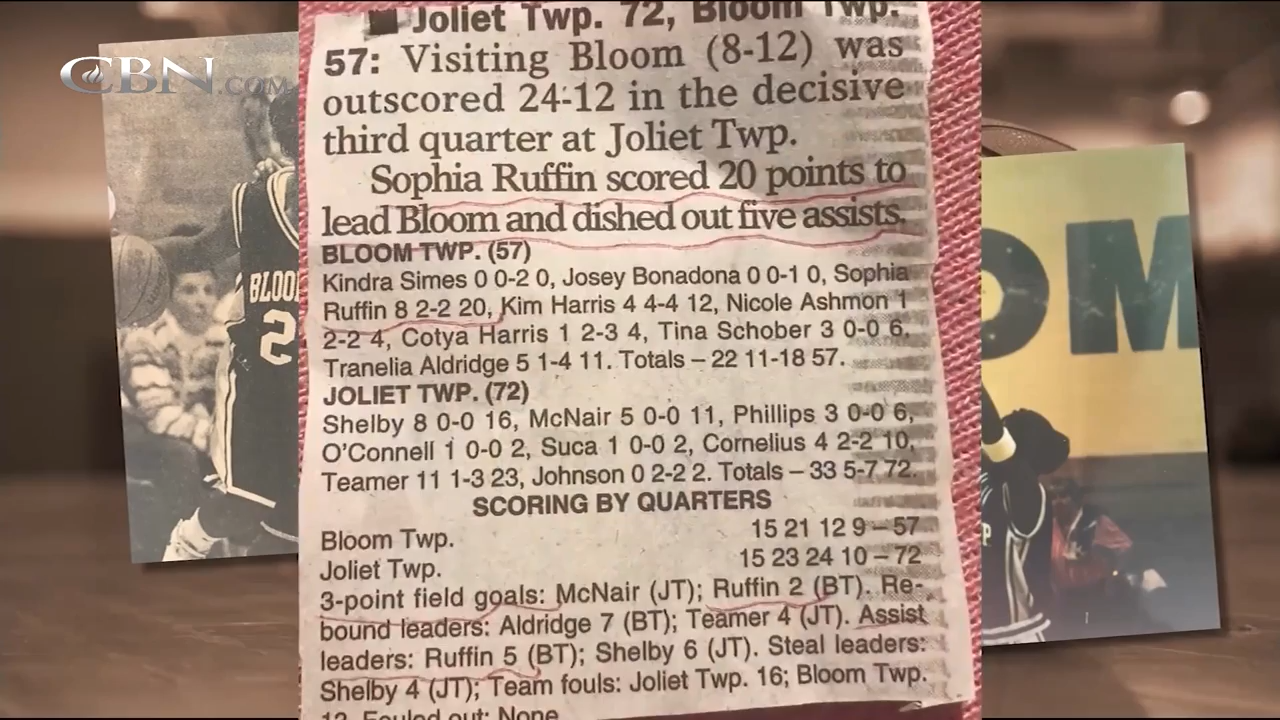 CBN.COM
■ Joliet Twp. 72, Bloom Twp.
57: Visiting Bloom (8-12) was
outscored 24-12 in the decisive
third quarter at Joliet Twp.
Sophia Ruffin scored 20 points to
lead Bloom and dished out five assists.
BLOOM TWP. (57)
Kindra Simes 0 0-2 0, Josey Bonadona 0 0-1 0, Sophia
Ruffin 8 2-2 20, Kim Harris 4 4-4 12, Nicole Ashmon 1
2-2 4, Cotya Harris 1 2-3 4, Tina Schober 3 0-0 6,
Tranelia Aldridge 5 1-4 11. Totals – 22 11-18 57.
JOLIET TWP. (72)
Shelby 8 0-0 16, McNair 5 0-0 11, Phillips 3 0-0 6,
O'Connell 1 0-0 2, Suca 1 0-0 2, Cornelius 4 2-2 10,
Teamer 11 1-3 23, Johnson 0 2-2 2. Totals – 33 5-7 72.
SCORING BY QUARTERS
Bloom Twp. 15 21 12 9 – 57
Joliet Twp. 15 23 24 10 – 72
3-point field goals: McNair (JT); Ruffin 2 (BT). Re-
bound leaders: Aldridge 7 (BT); Teamer 4 (JT). Assist
leaders: Ruffin 5 (BT); Shelby 6 (JT). Steal leaders:
Shelby 4 (JT); Team fouls: Joliet Twp. 16; Bloom Twp.
12. Fouled out: None.
BLOO
2
OM
P